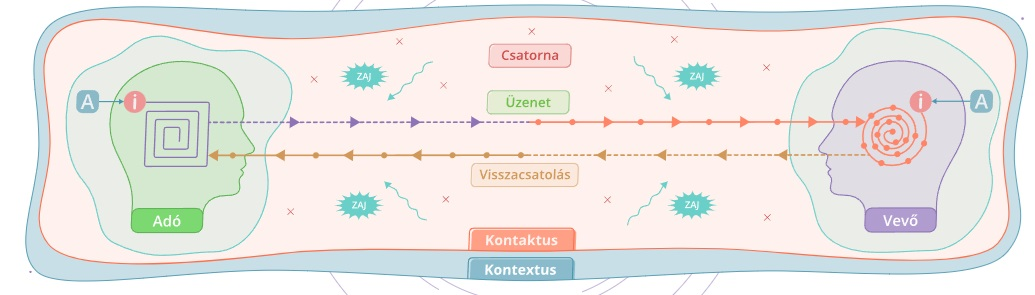 Csatorna
ZAJ
ZAJ
A
i
Üzenet
i
A
Visszacsatolás
ZAJ
ZAJ
Adó
Vevő
Kontaktus
Kontextus